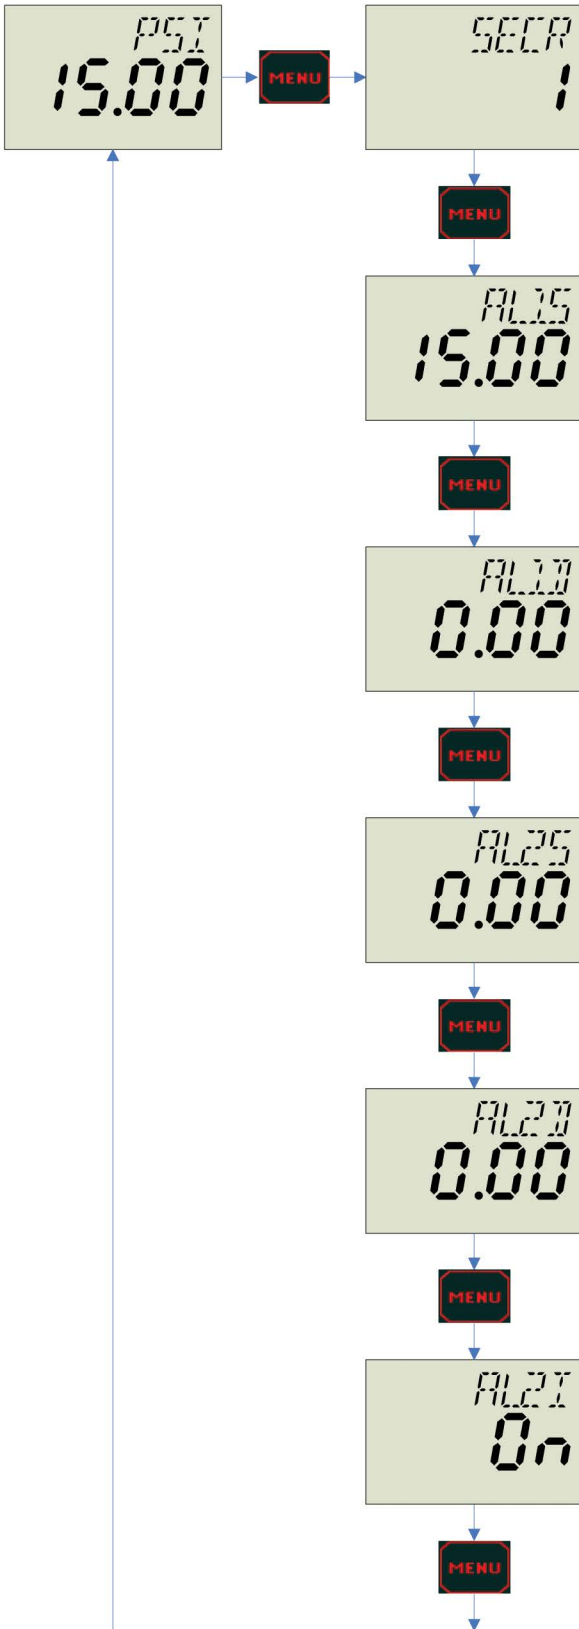 PSI
15.00
MENU
SECR
1
MENU
AL1S
15.00
MENU
AL1D
0.00
MENU
AL2S
0.00
MENU
AL2D
0.00
MENU
AL2I
On
MENU